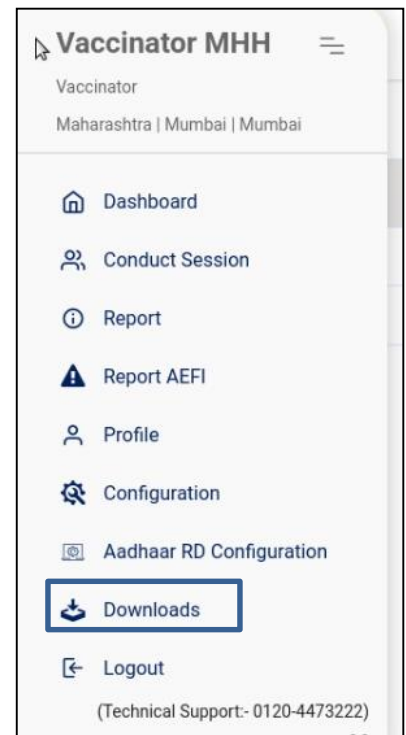 Vaccinator MHH
Vaccinator
Maharashtra | Mumbai | Mumbai
Dashboard
Conduct Session
Report
Report AEFI
Profile
Configuration
Aadhaar RD Configuration
Downloads
Logout
(Technical Support:- 0120-4473222)